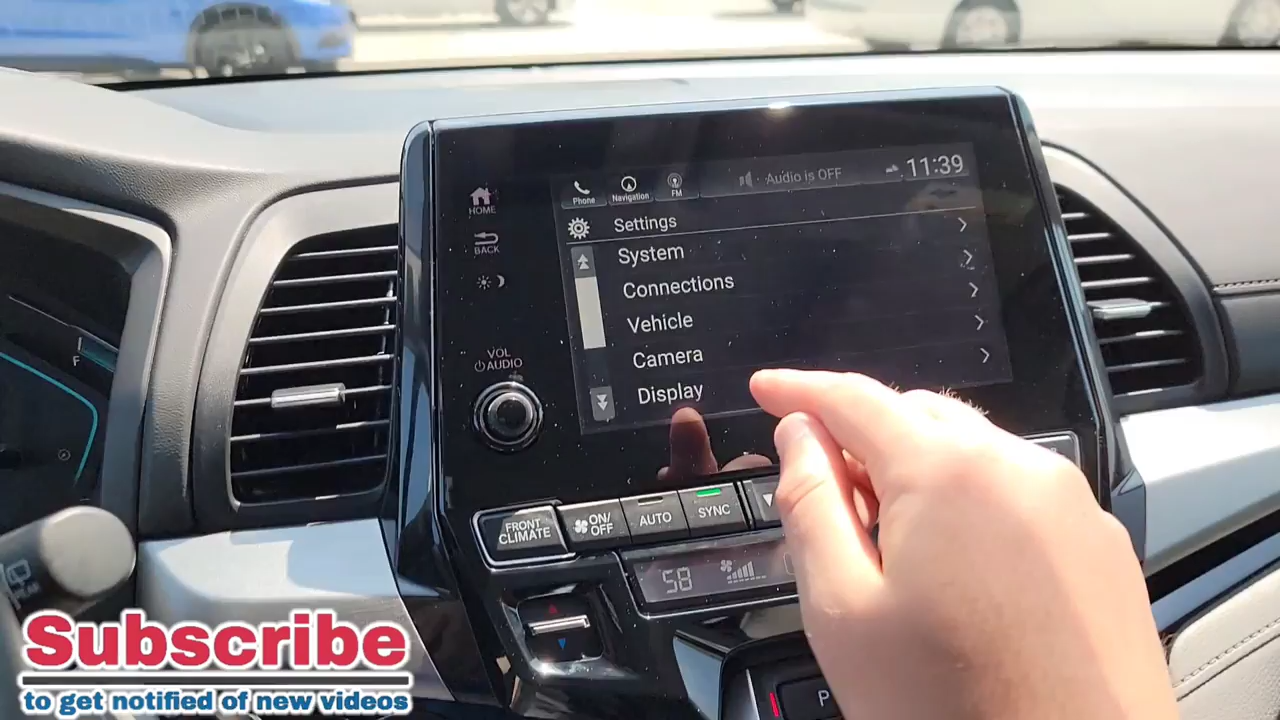 Audio is OFF
11:39
Phone
Navigation
FM
HOME
Settings
BACK
System
Connections
Vehicle
VOL
AUDIO
Camera
Display
F
FRONT
CLIMATE
ON/
OFF
AUTO
SYNC
58
P
Subscribe
to get notified of new videos